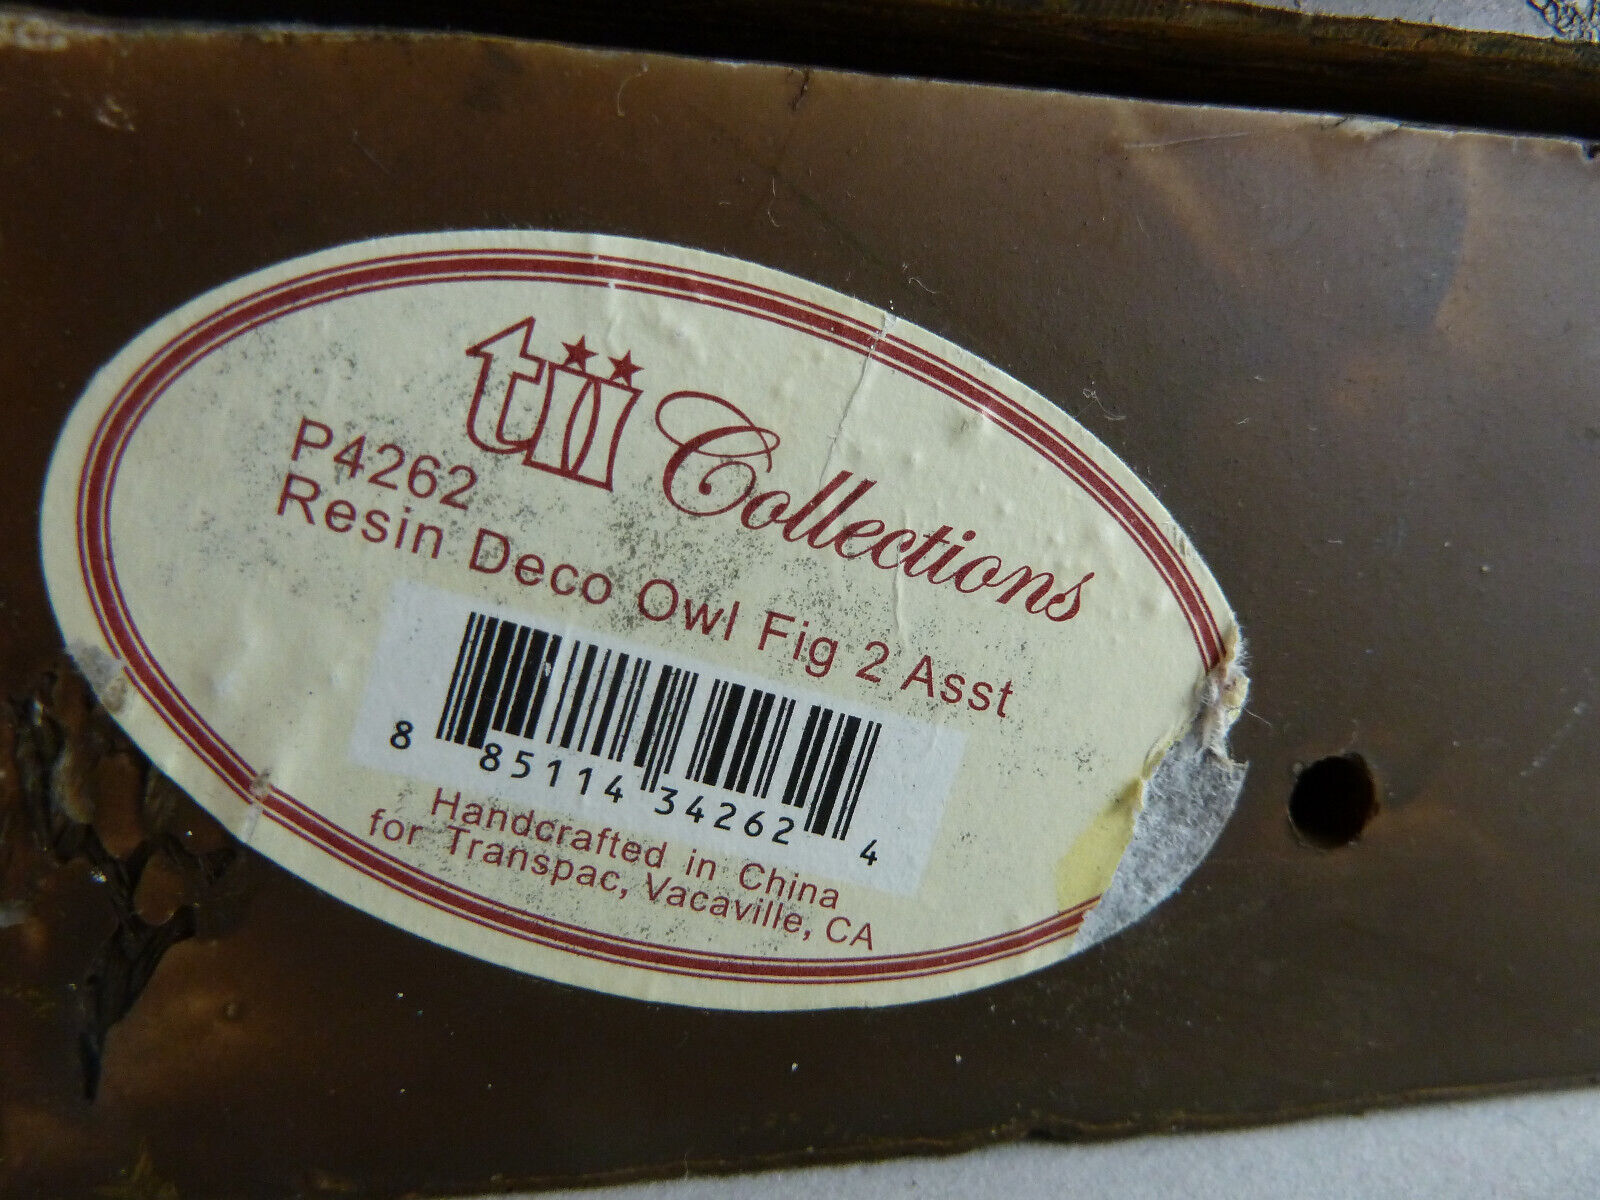 tii Collections
P4262
Resin Deco Owl Fig 2 Asst
8 85114 34262 4
Handcrafted in China
for Transpac, Vacaville, CA